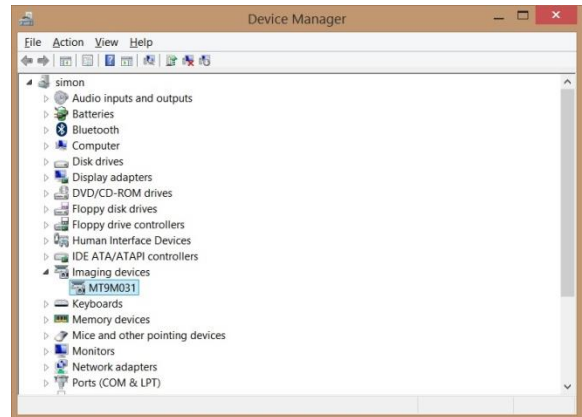 Device Manager
File Action View Help
simon
Audio inputs and outputs
Batteries
Bluetooth
Computer
Disk drives
Display adapters
DVD/CD-ROM drives
Floppy disk drives
Floppy drive controllers
Human Interface Devices
IDE ATA/ATAPI controllers
Imaging devices
MT9M031
Keyboards
Memory devices
Mice and other pointing devices
Monitors
Network adapters
Ports (COM & LPT)